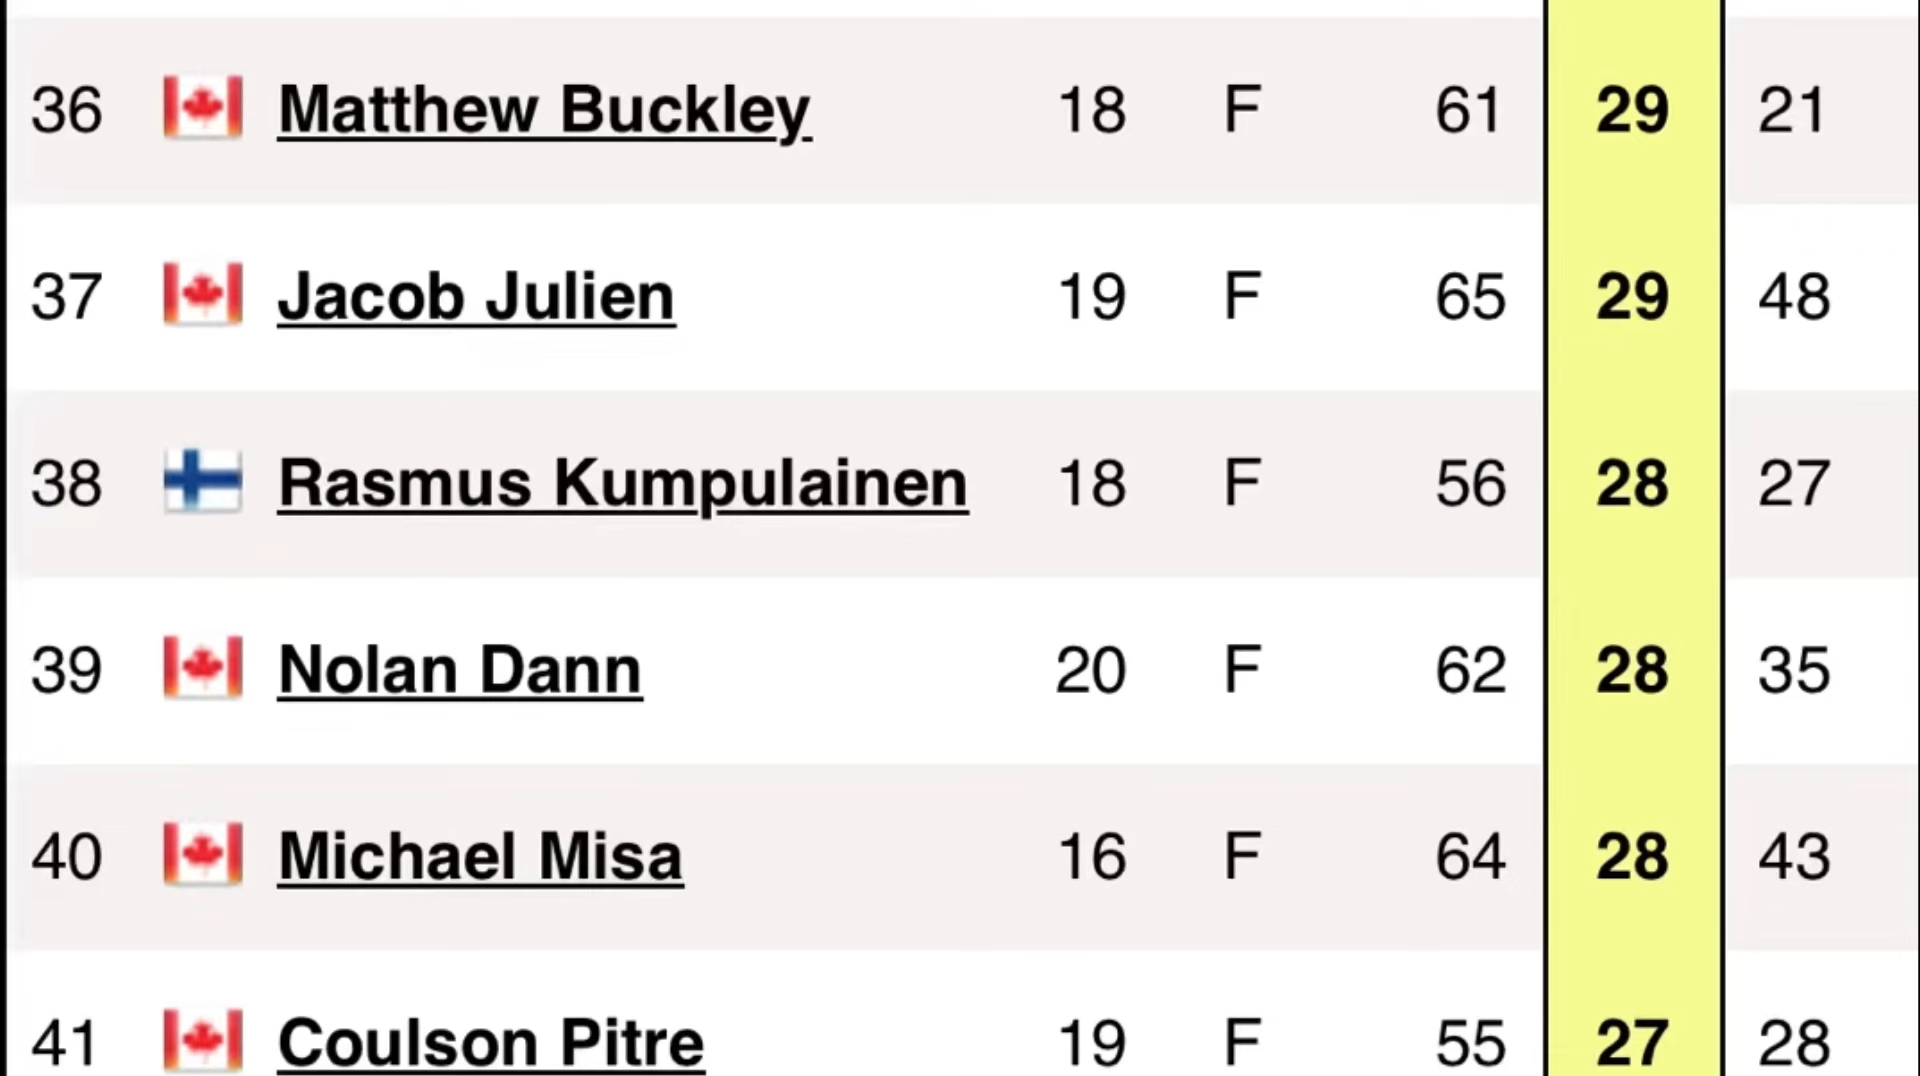 36 Matthew Buckley 18 F 61 29 21
37 Jacob Julien 19 F 65 29 48
38 Rasmus Kumpulainen 18 F 56 28 27
39 Nolan Dann 20 F 62 28 35
40 Michael Misa 16 F 64 28 43
41 Coulson Pitre 19 F 55 27 28